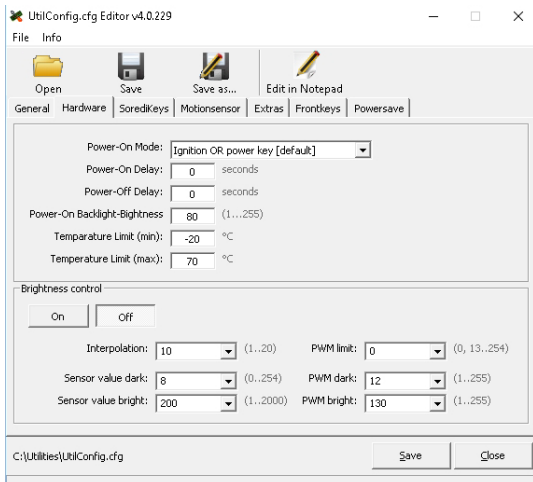 UtilConfig.cfg Editor v4.0.229
File Info
Open Save Save as... Edit in Notepad
General Hardware SorediKeys Motionsensor Extras Frontkeys Powersave
Power-On Mode: Ignition OR power key [default]
Power-On Delay: 0 seconds
Power-Off Delay: 0 seconds
Power-On Backlight-Bightness 80 (1...255)
Temparature Limit (min): -20 °C
Temperature Limit (max): 70 °C
Brightness control
On Off
Interpolation: 10 (1..20) PWM limit: 0 (0, 13..254)
Sensor value dark: 8 (0..254) PWM dark: 12 (1..255)
Sensor value bright: 200 (1..2000) PWM bright: 130 (1..255)
C:\Utilities\UtilConfig.cfg Save Close